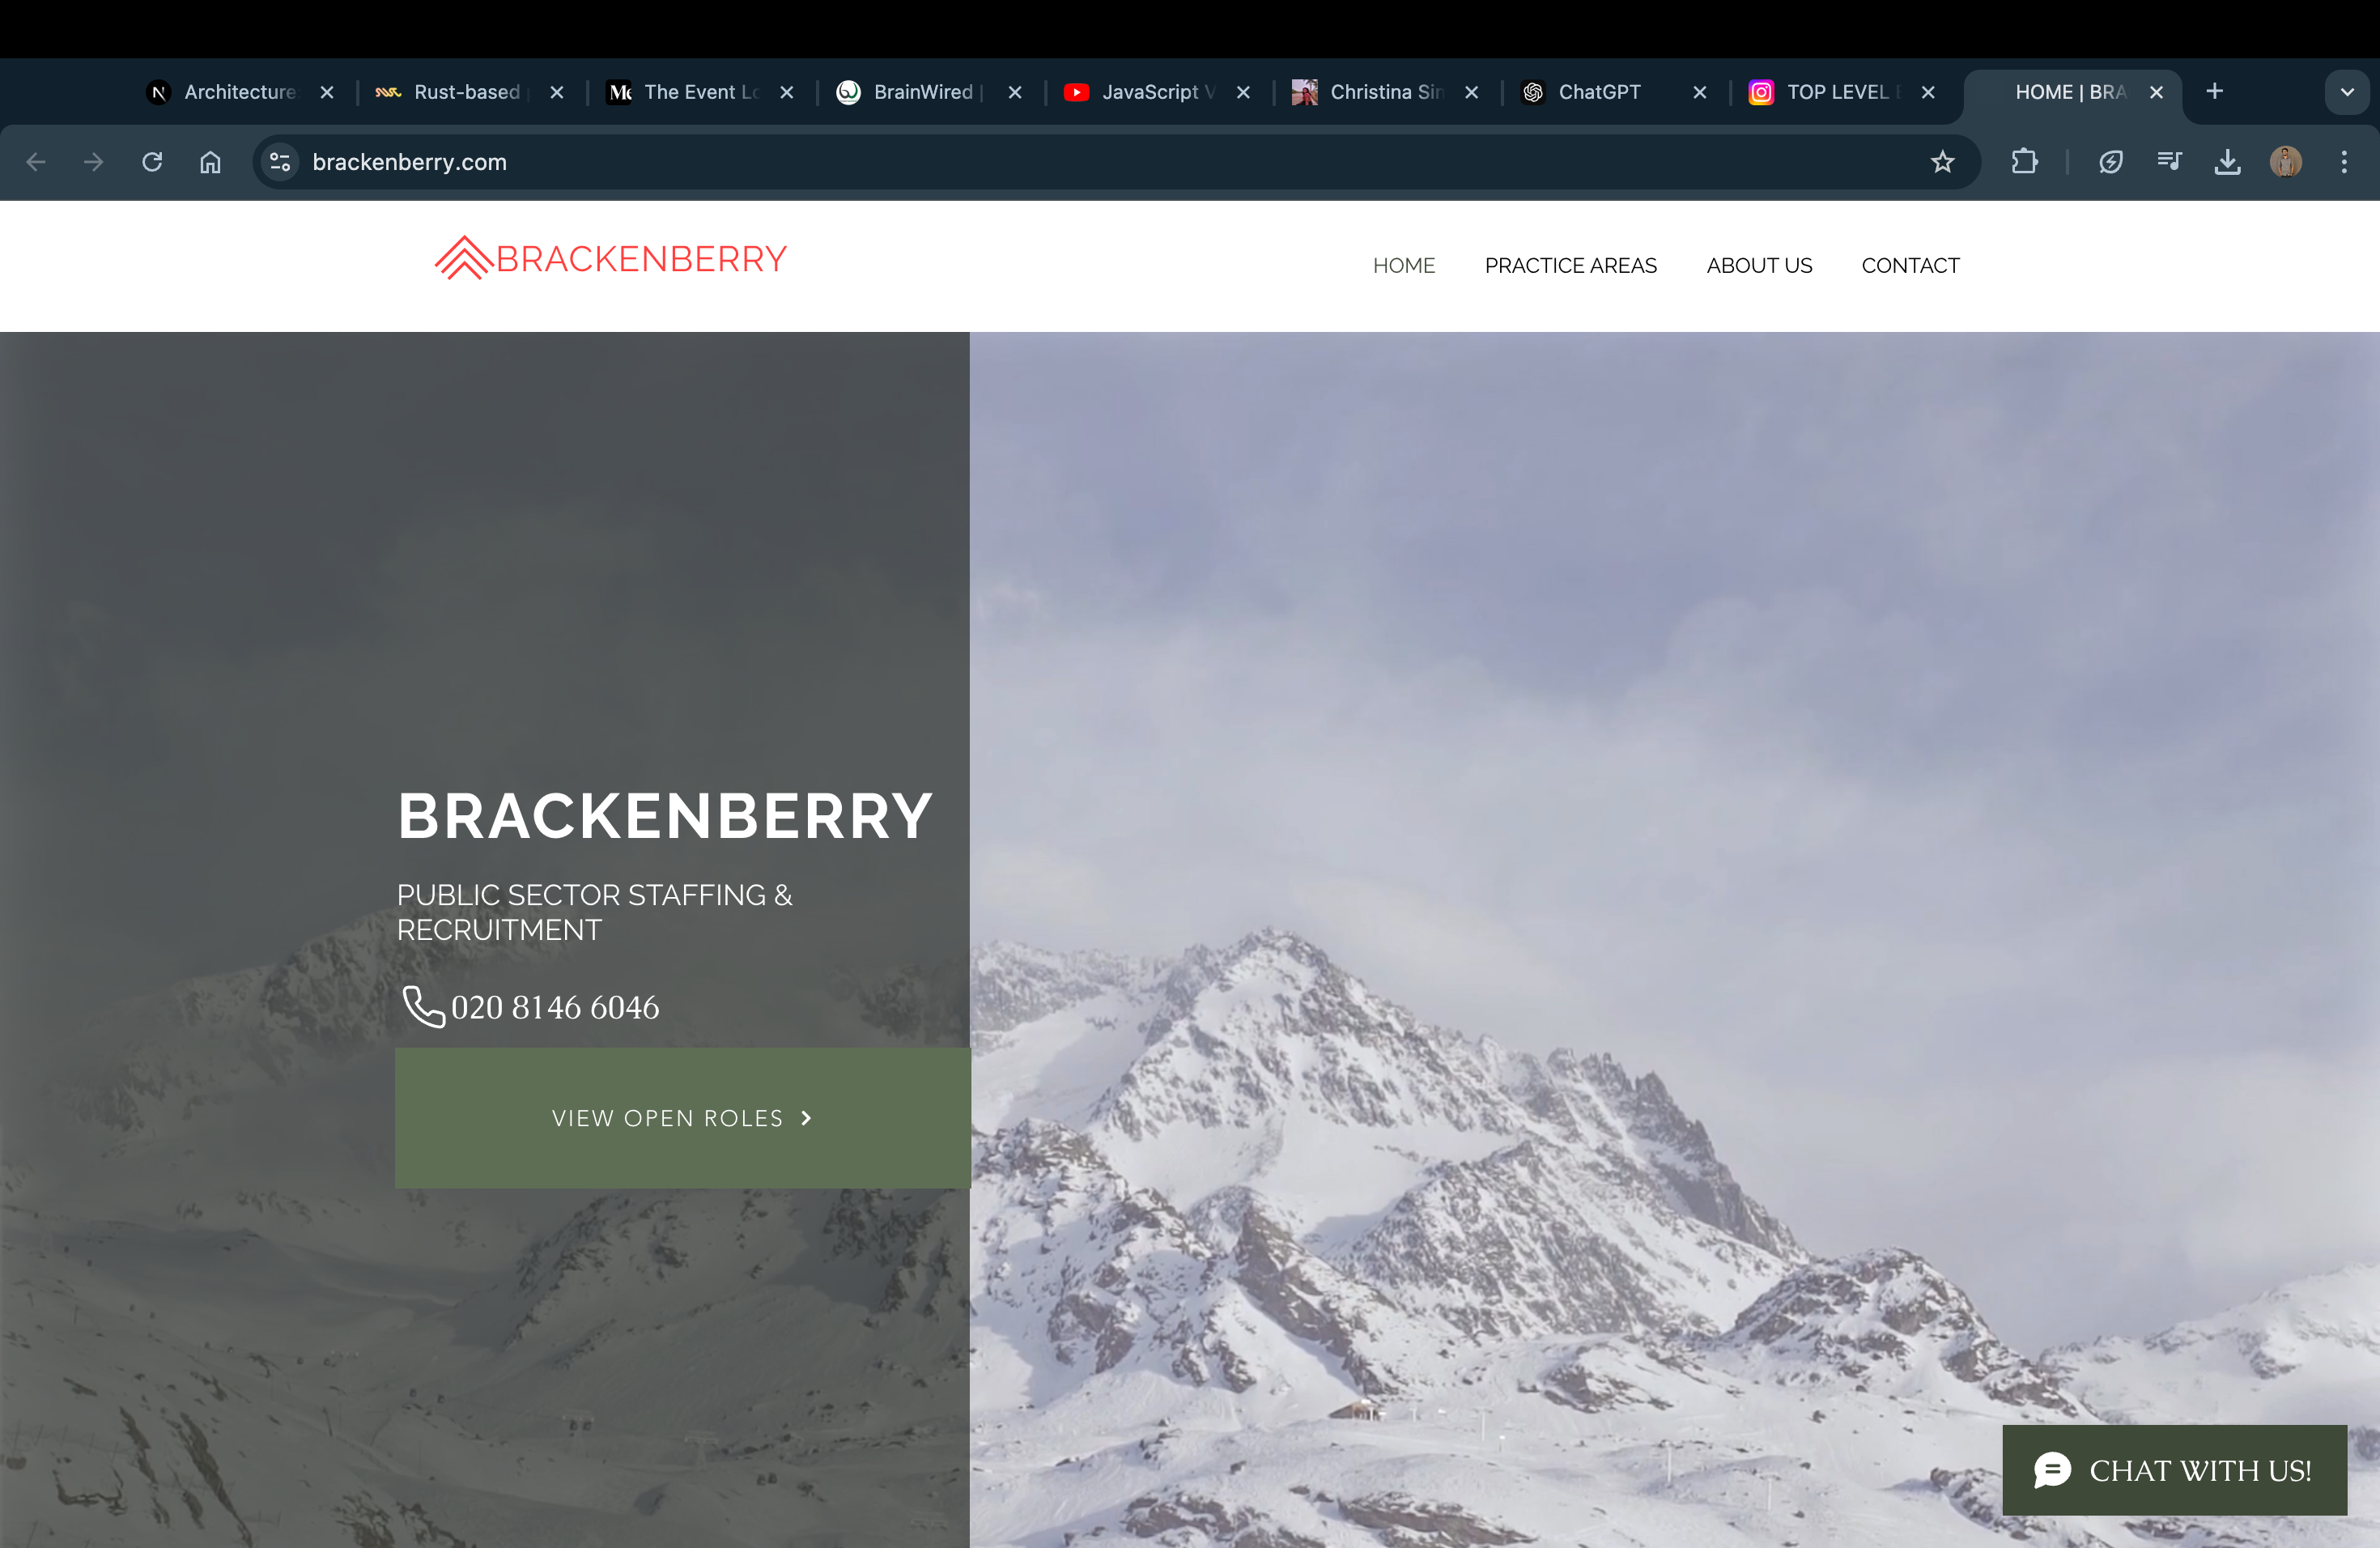 Architecture
Rust-based
The Event Lo
BrainWired |
JavaScript V
Christina Sin
ChatGPT
TOP LEVEL
HOME | BRA
brackenberry.com
BRACKENBERRY
HOME
PRACTICE AREAS
ABOUT US
CONTACT
BRACKENBERRY
PUBLIC SECTOR STAFFING &
RECRUITMENT
020 8146 6046
VIEW OPEN ROLES
CHAT WITH US!